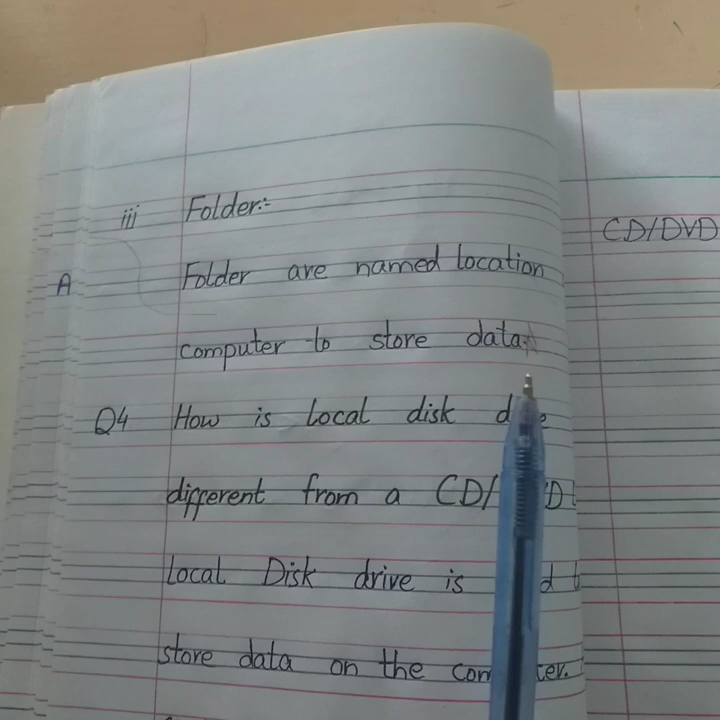 iii Folder:-
A Folder are named location
computer to store data.
Q4 How is Local disk
different from a CD/
Local Disk drive is
store data on the
CD/DVD